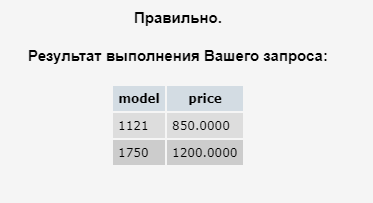 Правильно.
Результат выполнения Вашего запроса:
model price
1121 850.0000
1750 1200.0000